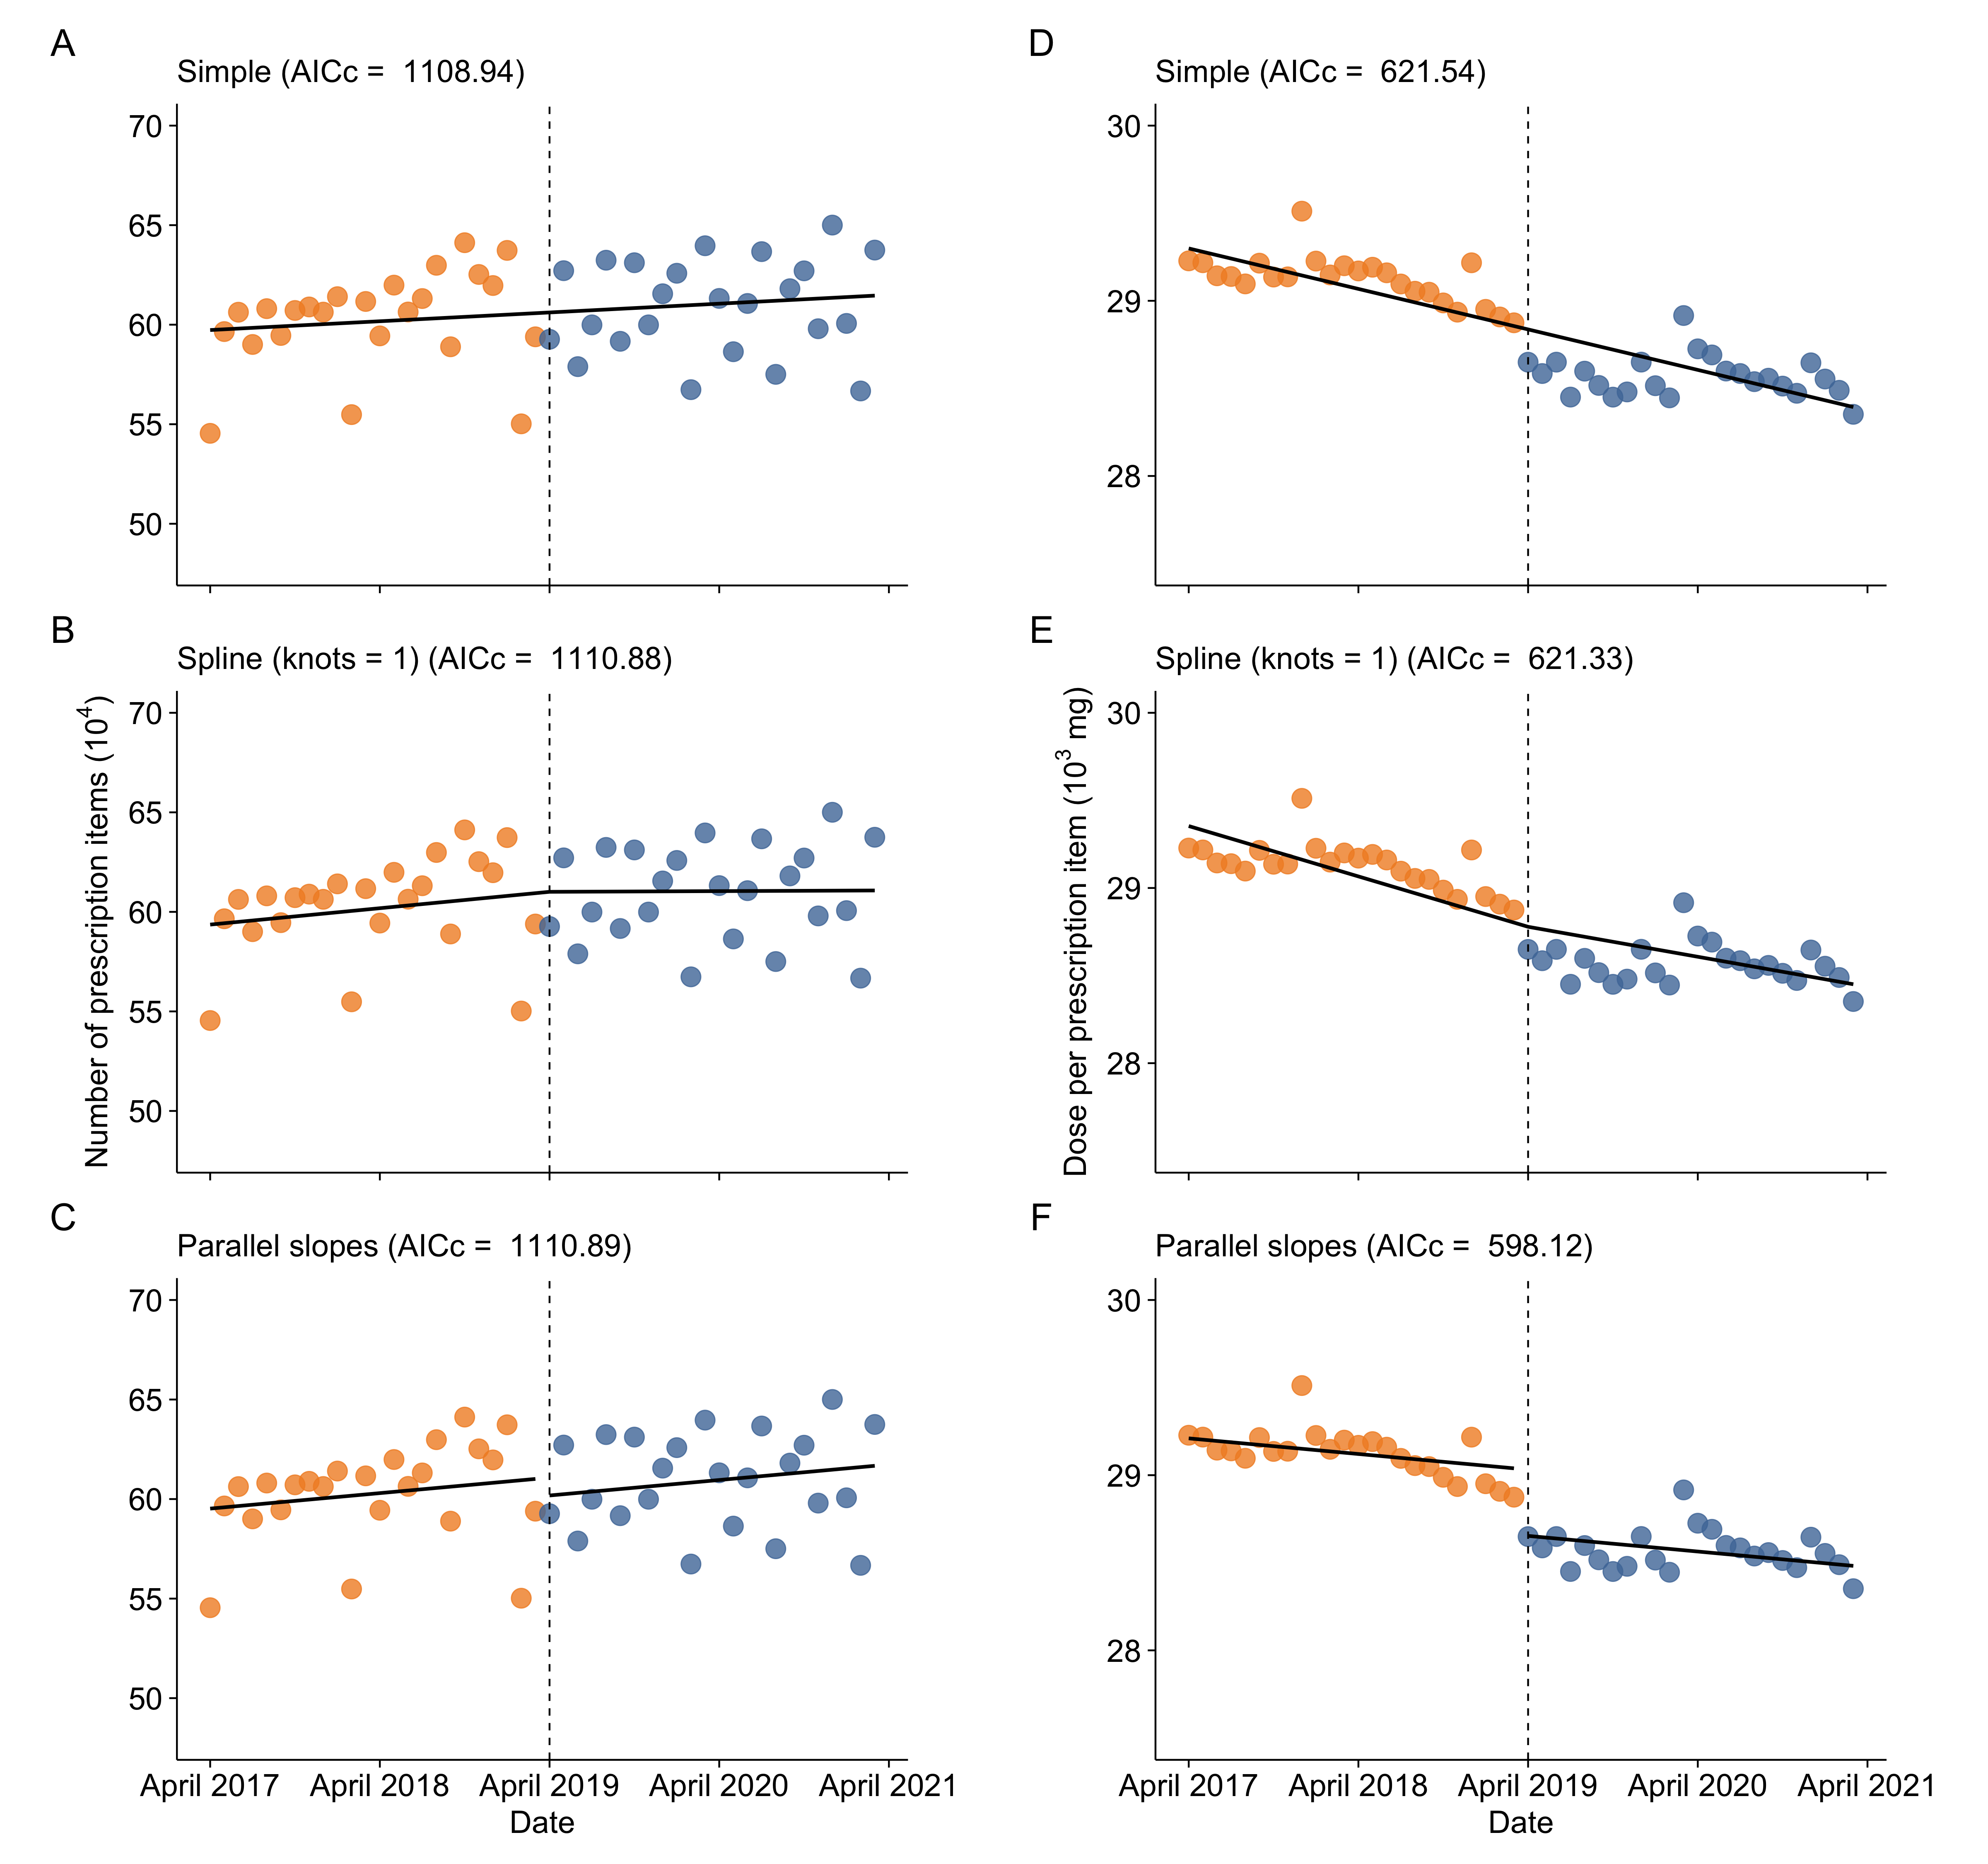 A
Simple (AICc = 1108.94)
70
65
60
55
50
B
Spline (knots = 1) (AICc = 1110.88)
Number of prescription items (10⁴)
70
65
60
55
50
C
Parallel slopes (AICc = 1110.89)
70
65
60
55
50
April 2017 April 2018 April 2019 April 2020 April 2021
Date
D
Simple (AICc = 621.54)
30
29
28
E
Spline (knots = 1) (AICc = 621.33)
Dose per prescription item (10³ mg)
30
29
28
F
Parallel slopes (AICc = 598.12)
30
29
28
April 2017 April 2018 April 2019 April 2020 April 2021
Date